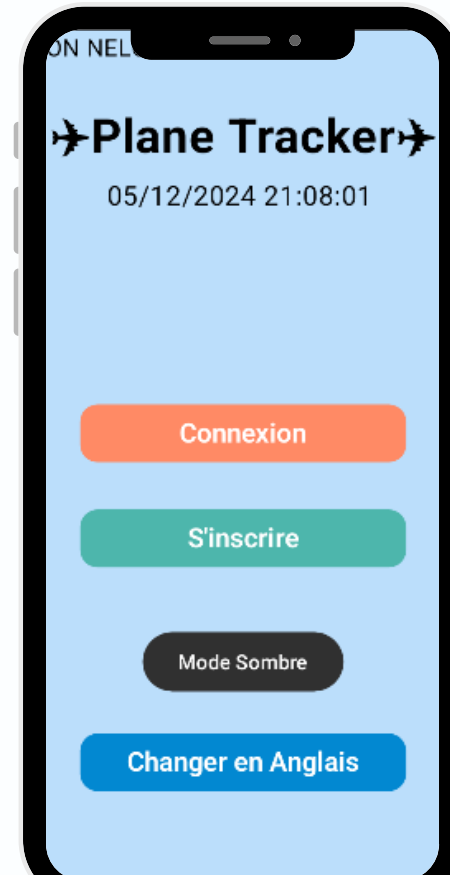 ✈Plane Tracker✈
05/12/2024 21:08:01
Connexion
S'inscrire
Mode Sombre
Changer en Anglais